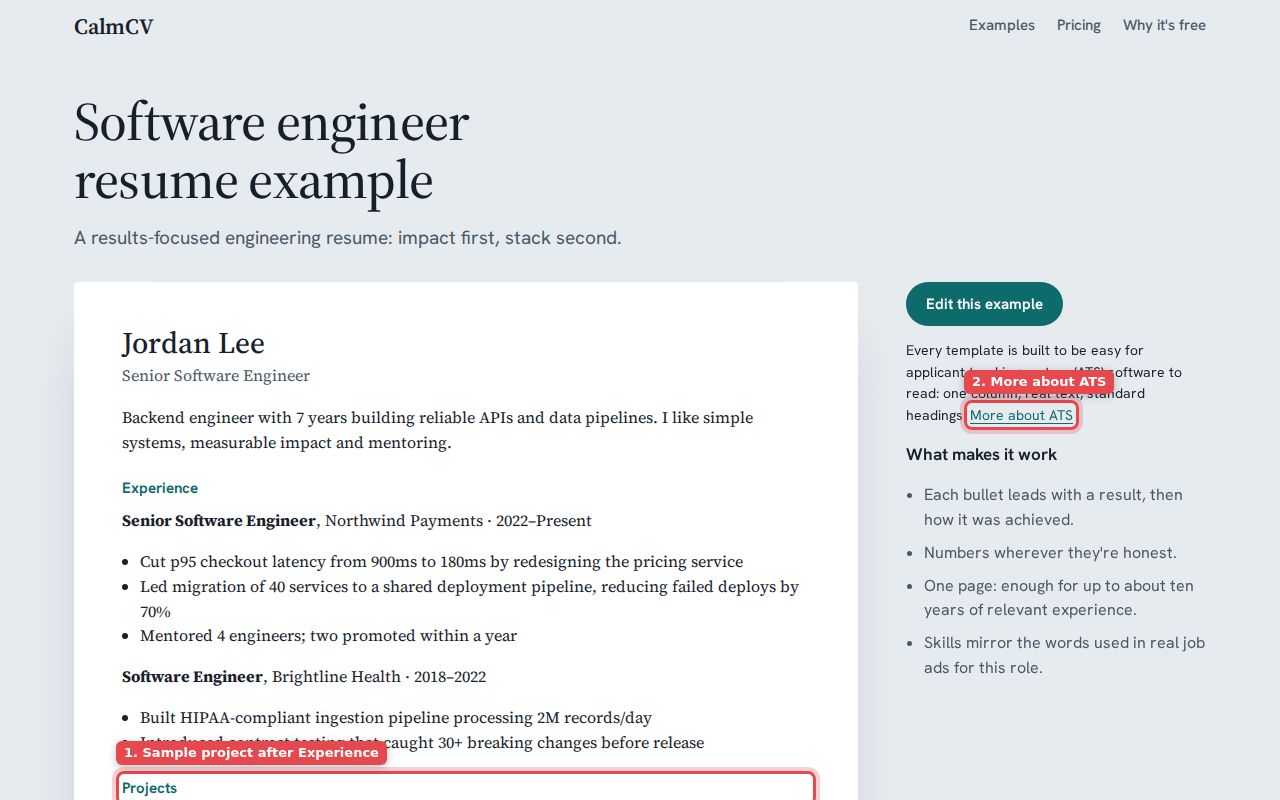 CalmCV
Examples
Pricing
Why it's free
Software engineer
resume example
A results-focused engineering resume: impact first, stack second.
Jordan Lee
Senior Software Engineer
Backend engineer with 7 years building reliable APIs and data pipelines. I like simple
systems, measurable impact and mentoring.
Experience
Senior Software Engineer, Northwind Payments · 2022–Present
• Cut p95 checkout latency from 900ms to 180ms by redesigning the pricing service
• Led migration of 40 services to a shared deployment pipeline, reducing failed deploys by
70%
• Mentored 4 engineers; two promoted within a year
Software Engineer, Brightline Health · 2018–2022
• Built HIPAA-compliant ingestion pipeline processing 2M records/day
caught 30+ breaking changes before release
1. Sample project after Experience
Projects
Edit this example
Every template is built to be easy for
applicant software to
2. More about ATS
read: one column, real text, standard
headings
More about ATS
What makes it work
• Each bullet leads with a result, then
how it was achieved.
• Numbers wherever they're honest.
• One page: enough for up to about ten
years of relevant experience.
• Skills mirror the words used in real job
ads for this role.